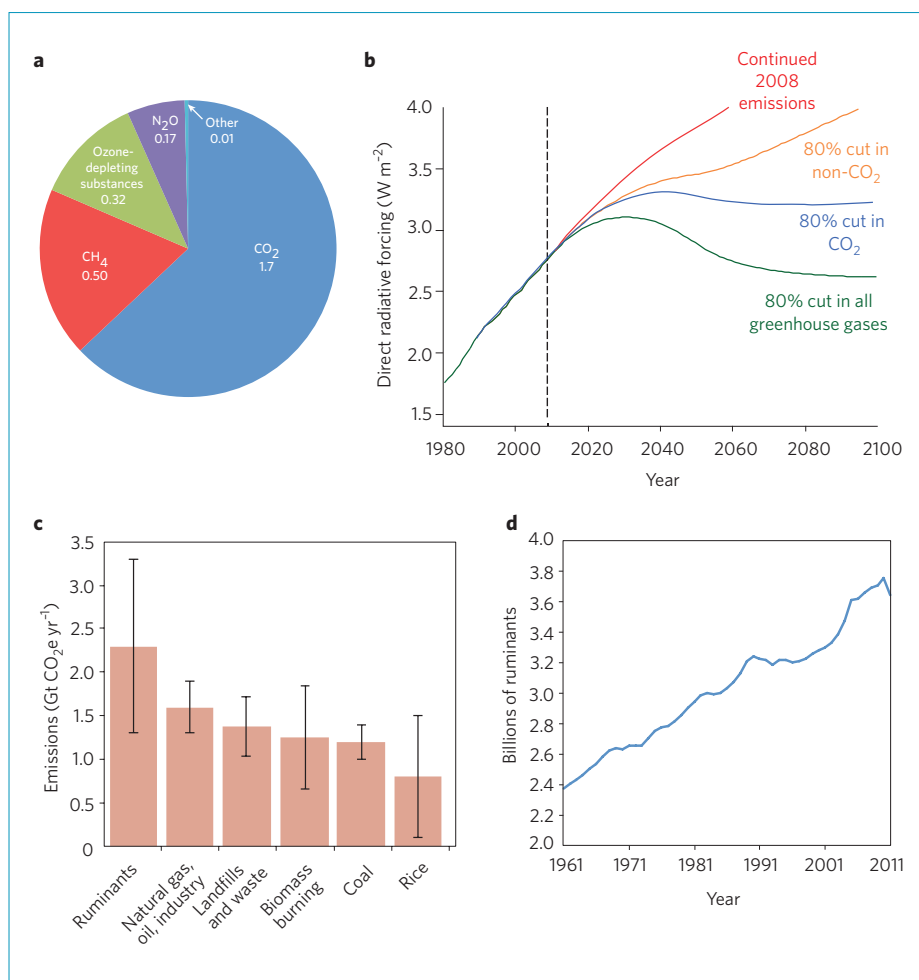 a
N₂O
0.17
Other
0.01
Ozone-
depleting
substances
0.32
CH₄
0.50
CO₂
1.7
b
Continued
2008
emissions
80% cut in
non-CO₂
80% cut in
CO₂
80% cut in all
greenhouse gases
Direct radiative forcing (W m⁻²)
4.0
3.5
3.0
2.5
2.0
1.5
1980
2000
2020
2040
2060
2080
2100
Year
c
Emissions (Gt CO₂e yr⁻¹)
3.5
3.0
2.5
2.0
1.5
1.0
0.5
0
Ruminants
Natural gas,
oil, industry
Landfills
and waste
Biomass
burning
Coal
Rice
d
Billions of ruminants
4.0
3.8
3.6
3.4
3.2
3.0
2.8
2.6
2.4
2.2
2.0
1961
1971
1981
1991
2001
2011
Year